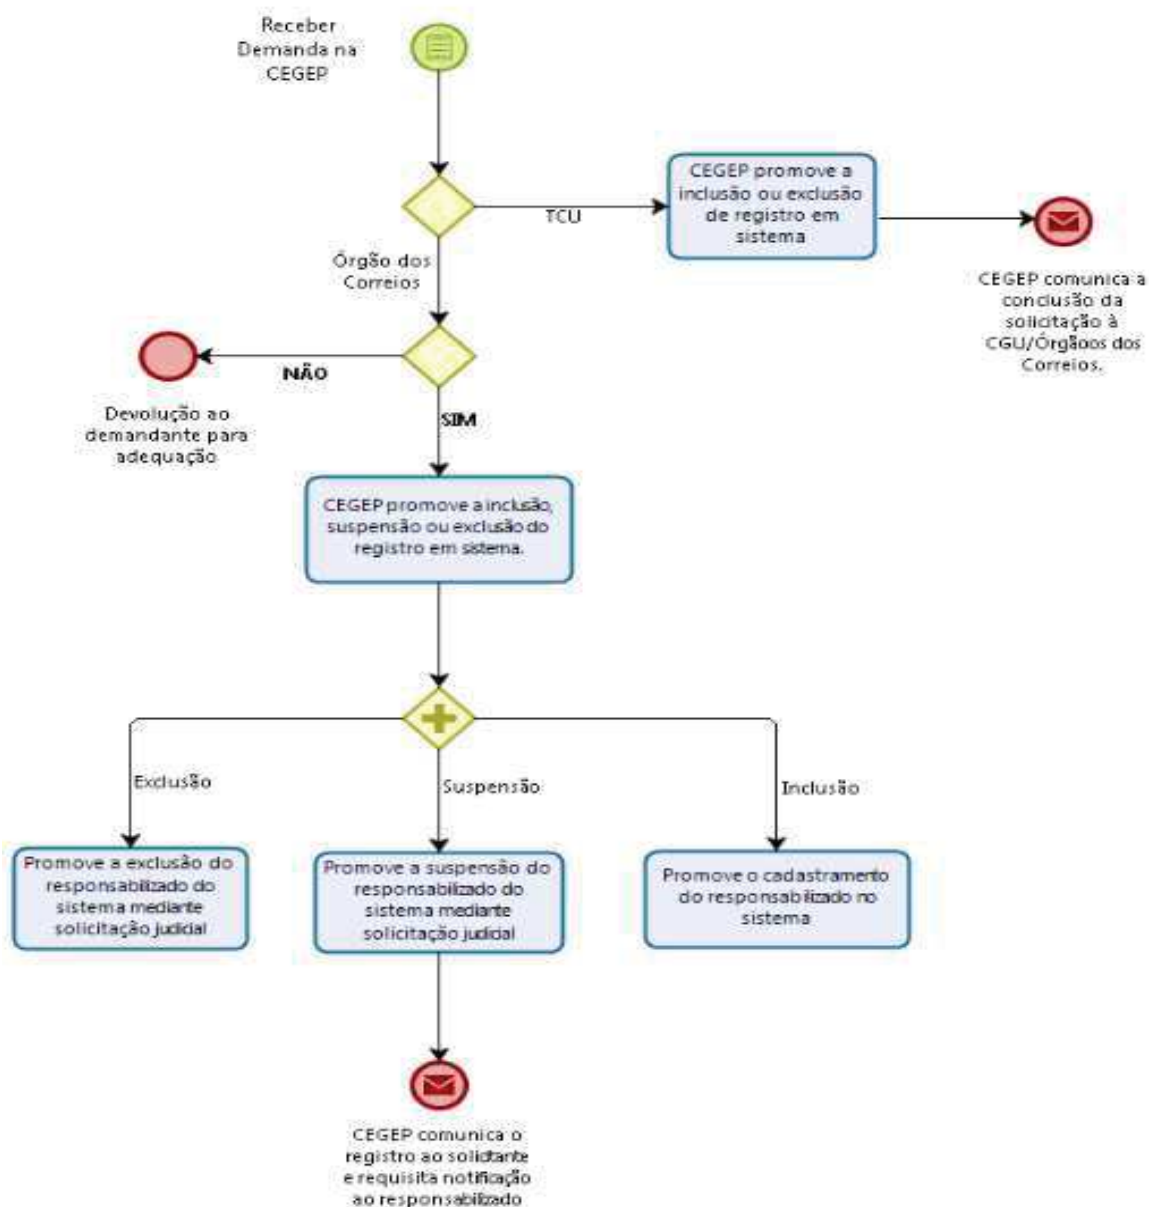 Receber
Demanda na
CEGEP
CEGEP promove a
inclusão ou exclusão
de registro em
sistema
TCU
Órgão dos
Correios
CEGEP comunica a
conclusão da
solicitação à
CGU/Órgãoos dos
Correios.
NÃO
Devolução ao
demandante para
adequação
SIM
CEGEP promove a inclusão,
suspensão ou exclusão do
registro em sistema.
Exclusão
Suspensão
Inclusão
Promove a exclusão do
responsabilizado do
sistema mediante
solicitação judicial
Promove a suspensão do
responsabilizado do
sistema mediante
solicitação judicial
Promove o cadastramento
do responsabilizado no
sistema
CEGEP comunica o
registro ao solictante
e requisita notificação
ao responsabilizado